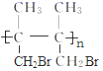 CH₃ CH₃
[C C]n
CH₂Br CH₂Br